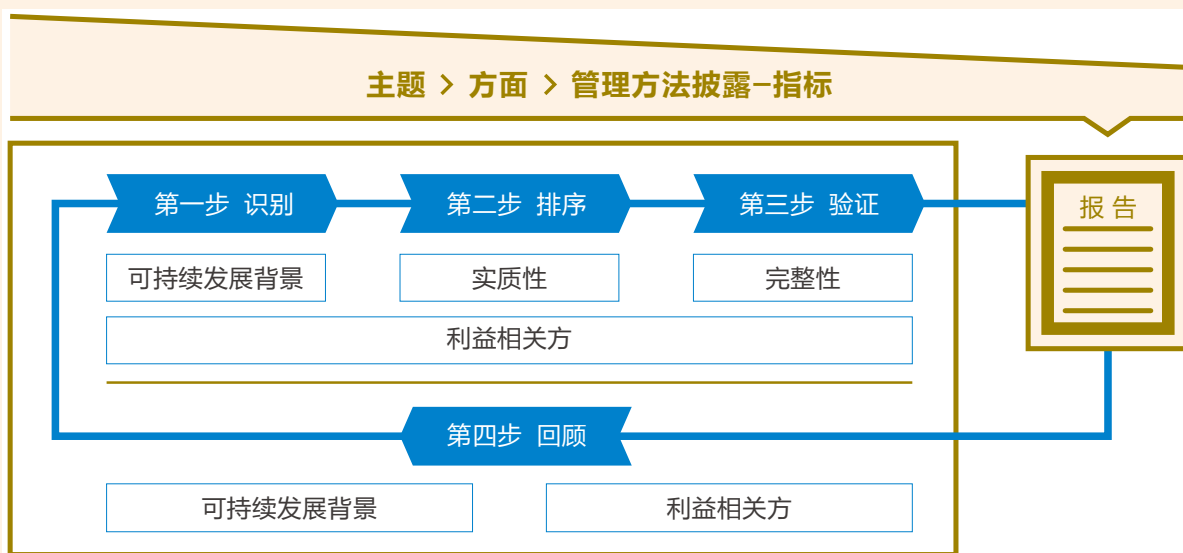 主题 > 方面 > 管理方法披露-指标
第一步 识别
第二步 排序
第三步 验证
报 告
可持续发展背景
实质性
完整性
利益相关方
第四步 回顾
可持续发展背景
利益相关方